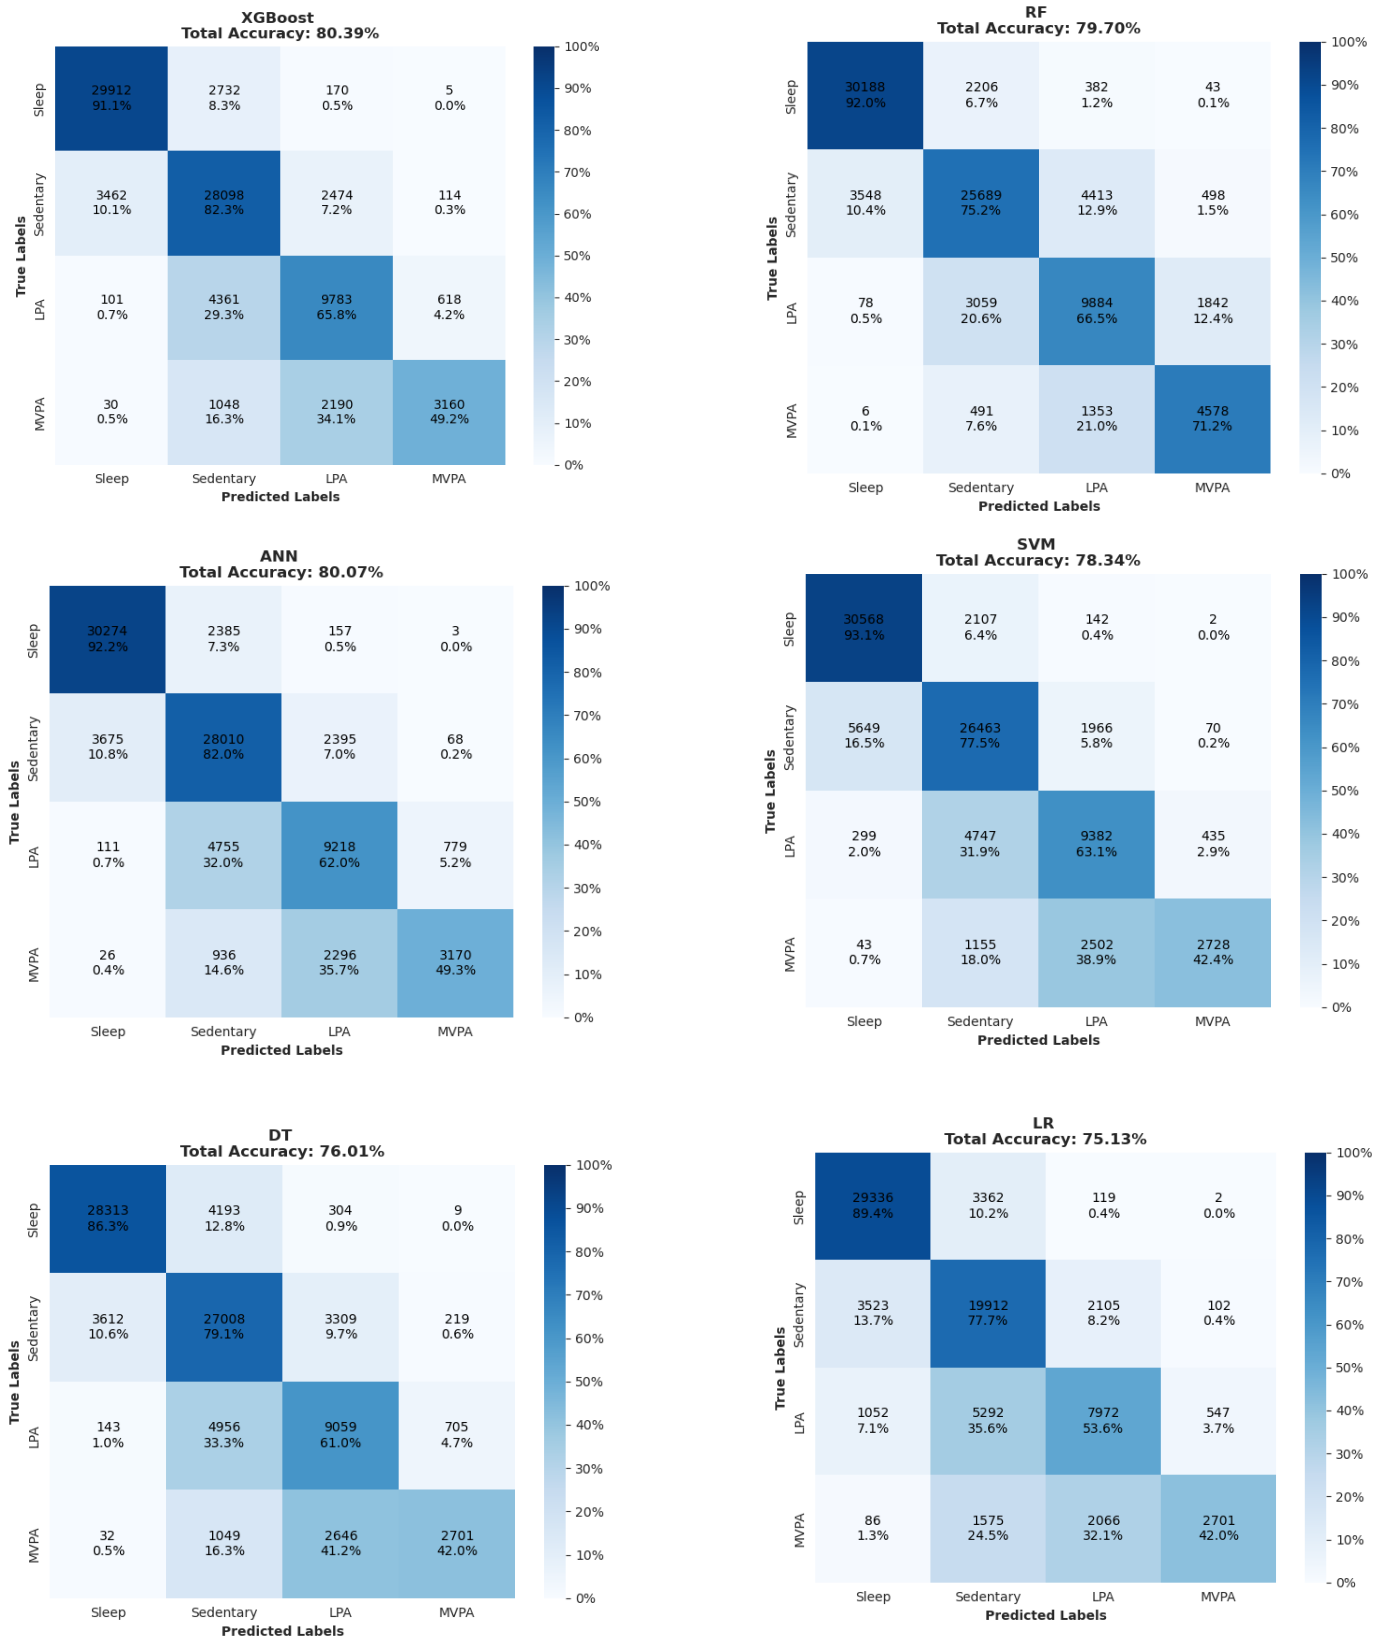 XGBoost
Total Accuracy: 80.39%
True Labels
Sleep
29912 2732 170 5
91.1% 8.3% 0.5% 0.0%
Sedentary
3462 28098 2474 114
10.1% 82.3% 7.2% 0.3%
LPA
101 4361 9783 618
0.7% 29.3% 65.8% 4.2%
MVPA
30 1048 2190 3160
0.5% 16.3% 34.1% 49.2%
Sleep Sedentary LPA MVPA
Predicted Labels
100%
90%
80%
70%
60%
50%
40%
30%
20%
10%
0%
RF
Total Accuracy: 79.70%
True Labels
Sleep
30188 2206 382 43
92.0% 6.7% 1.2% 0.1%
Sedentary
3548 25689 4413 498
10.4% 75.2% 12.9% 1.5%
LPA
78 3059 9884 1842
0.5% 20.6% 66.5% 12.4%
MVPA
6 491 1353 4578
0.1% 7.6% 21.0% 71.2%
Sleep Sedentary LPA MVPA
Predicted Labels
100%
90%
80%
70%
60%
50%
40%
30%
20%
10%
0%
ANN
Total Accuracy: 80.07%
True Labels
Sleep
30274 2385 157 3
92.2% 7.3% 0.5% 0.0%
Sedentary
3675 28010 2395 68
10.8% 82.0% 7.0% 0.2%
LPA
111 4755 9218 779
0.7% 32.0% 62.0% 5.2%
MVPA
26 936 2296 3170
0.4% 14.6% 35.7% 49.3%
Sleep Sedentary LPA MVPA
Predicted Labels
100%
90%
80%
70%
60%
50%
40%
30%
20%
10%
0%
SVM
Total Accuracy: 78.34%
True Labels
Sleep
30568 2107 142 2
93.1% 6.4% 0.4% 0.0%
Sedentary
5649 26463 1966 70
16.5% 77.5% 5.8% 0.2%
LPA
299 4747 9382 435
2.0% 31.9% 63.1% 2.9%
MVPA
43 1155 2502 2728
0.7% 18.0% 38.9% 42.4%
Sleep Sedentary LPA MVPA
Predicted Labels
100%
90%
80%
70%
60%
50%
40%
30%
20%
10%
0%
DT
Total Accuracy: 76.01%
True Labels
Sleep
28313 4193 304 9
86.3% 12.8% 0.9% 0.0%
Sedentary
3612 27008 3309 219
10.6% 79.1% 9.7% 0.6%
LPA
143 4956 9059 705
1.0% 33.3% 61.0% 4.7%
MVPA
32 1049 2646 2701
0.5% 16.3% 41.2% 42.0%
Sleep Sedentary LPA MVPA
Predicted Labels
100%
90%
80%
70%
60%
50%
40%
30%
20%
10%
0%
LR
Total Accuracy: 75.13%
True Labels
Sleep
29336 3362 119 2
89.4% 10.2% 0.4% 0.0%
Sedentary
3523 19912 2105 102
13.7% 77.7% 8.2% 0.4%
LPA
1052 5292 7972 547
7.1% 35.6% 53.6% 3.7%
MVPA
86 1575 2066 2701
1.3% 24.5% 32.1% 42.0%
Sleep Sedentary LPA MVPA
Predicted Labels
100%
90%
80%
70%
60%
50%
40%
30%
20%
10%
0%